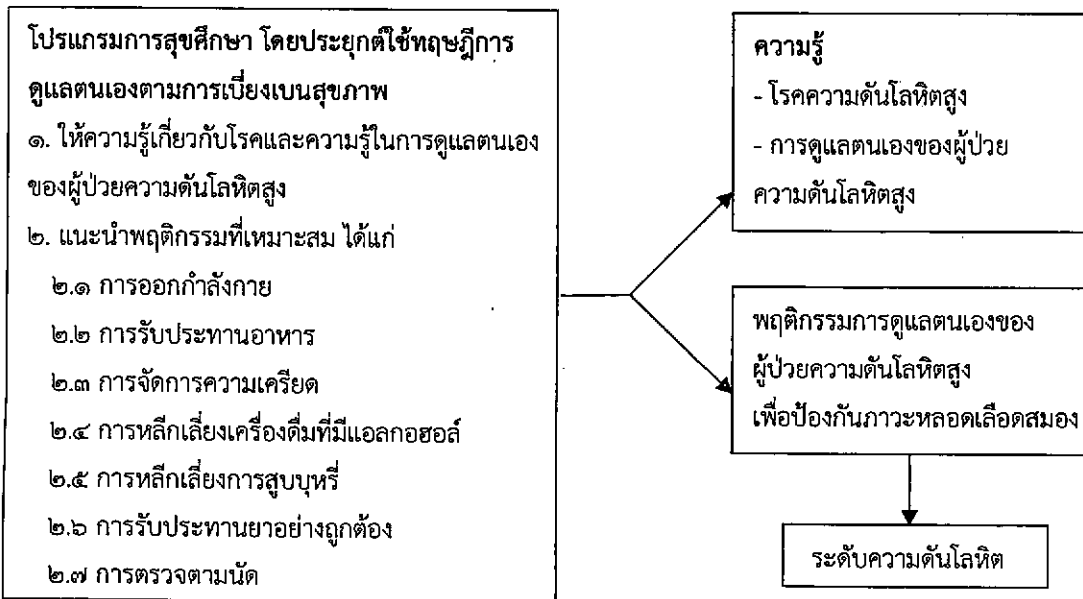 โปรแกรมการสุขศึกษา โดยประยุกต์ใช้ทฤษฎีการ
ดูแลตนเองตามการเบี่ยงเบนสุขภาพ
๑. ให้ความรู้เกี่ยวกับโรคและความรู้ในการดูแลตนเอง
ของผู้ป่วยความดันโลหิตสูง
๒. แนะนำพฤติกรรมที่เหมาะสม ได้แก่
๒.๑ การออกกำลังกาย
๒.๒ การรับประทานอาหาร
๒.๓ การจัดการความเครียด
๒.๔ การหลีกเลี่ยงเครื่องดื่มที่มีแอลกอฮอล์
๒.๕ การหลีกเลี่ยงการสูบบุหรี่
๒.๖ การรับประทานยาอย่างถูกต้อง
๒.๗ การตรวจตามนัด
ความรู้
- โรคความดันโลหิตสูง
- การดูแลตนเองของผู้ป่วย
ความดันโลหิตสูง
พฤติกรรมการดูแลตนเองของ
ผู้ป่วยความดันโลหิตสูง
เพื่อป้องกันภาวะหลอดเลือดสมอง
ระดับความดันโลหิต